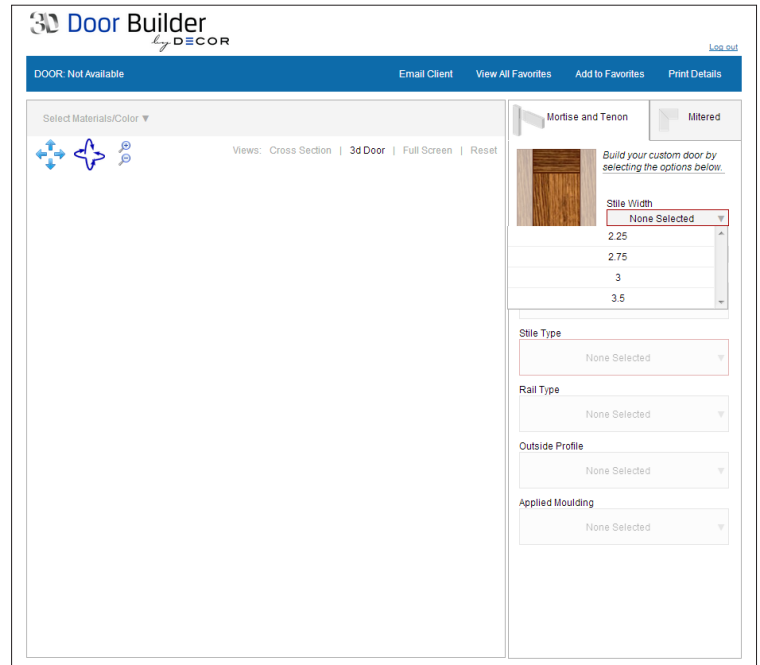 3D Door Builder
by DECOR
Log out
DOOR: Not Available Email Client View All Favorites Add to Favorites Print Details
Select Materials/Color ▼
Views: Cross Section | 3d Door | Full Screen | Reset
Mortise and Tenon Mitered
Build your custom door by
selecting the options below.
Stile Width
None Selected ▼
2.25
2.75
3
3.5
Stile Type
None Selected ▼
Rail Type
None Selected ▼
Outside Profile
None Selected ▼
Applied Moulding
None Selected ▼